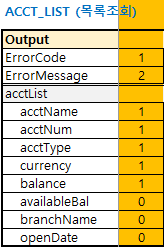 ACCT_LIST (목록조회)
Output
ErrorCode 1
ErrorMessage 2
acctList
acctName 1
acctNum 1
acctType 1
currency 1
balance 1
availableBal 0
branchName 0
openDate 0